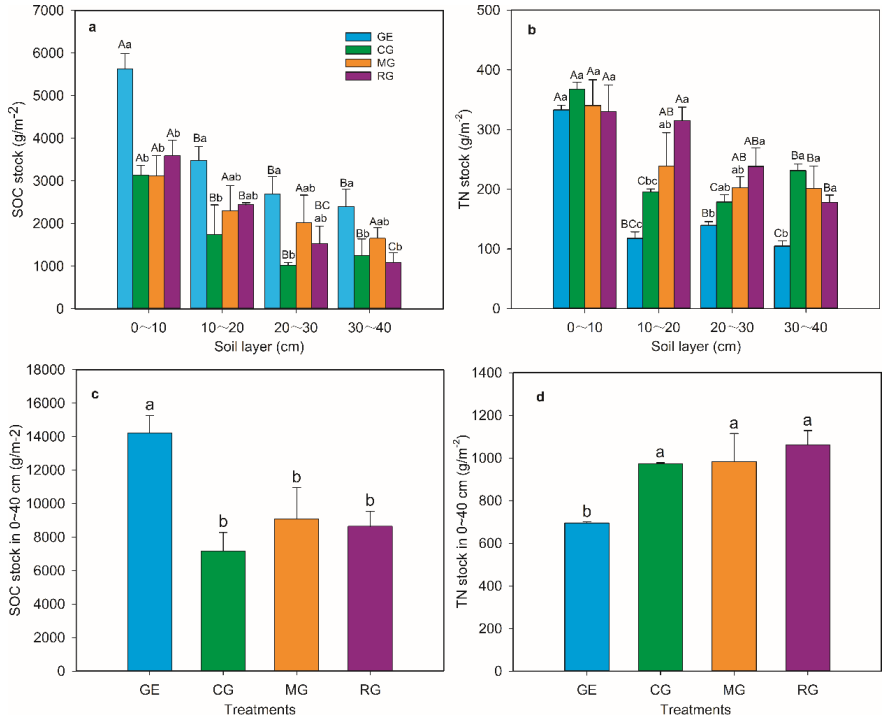 a
7000
6000
5000
4000
3000
2000
1000
0
SOC stock (g/m⁻²)
GE
CG
MG
RG
Aa
Ab
Ab
Ab
Ba
Bb
Aab
Bab
Ba
Bb
Aab
BC
ab
Ba
Bb
Aab
Cb
0～10
10～20
20～30
30～40
Soil layer (cm)
b
500
400
300
200
100
0
TN stock (g/m⁻²)
Aa
Aa
Aa
Aa
BCc
Cbc
AB
ab
Aa
Bb
Cab
AB
ab
ABa
Cb
Ba
Ba
Ba
0～10
10～20
20～30
30～40
Soil layer (cm)
c
18000
16000
14000
12000
10000
8000
6000
4000
2000
0
SOC stock in 0~40 cm (g/m-2)
a
b
b
b
GE
CG
MG
RG
Treatments
d
1400
1200
1000
800
600
400
200
0
TN stock in 0~40 cm (g/m⁻²)
b
a
a
a
GE
CG
MG
RG
Treatments